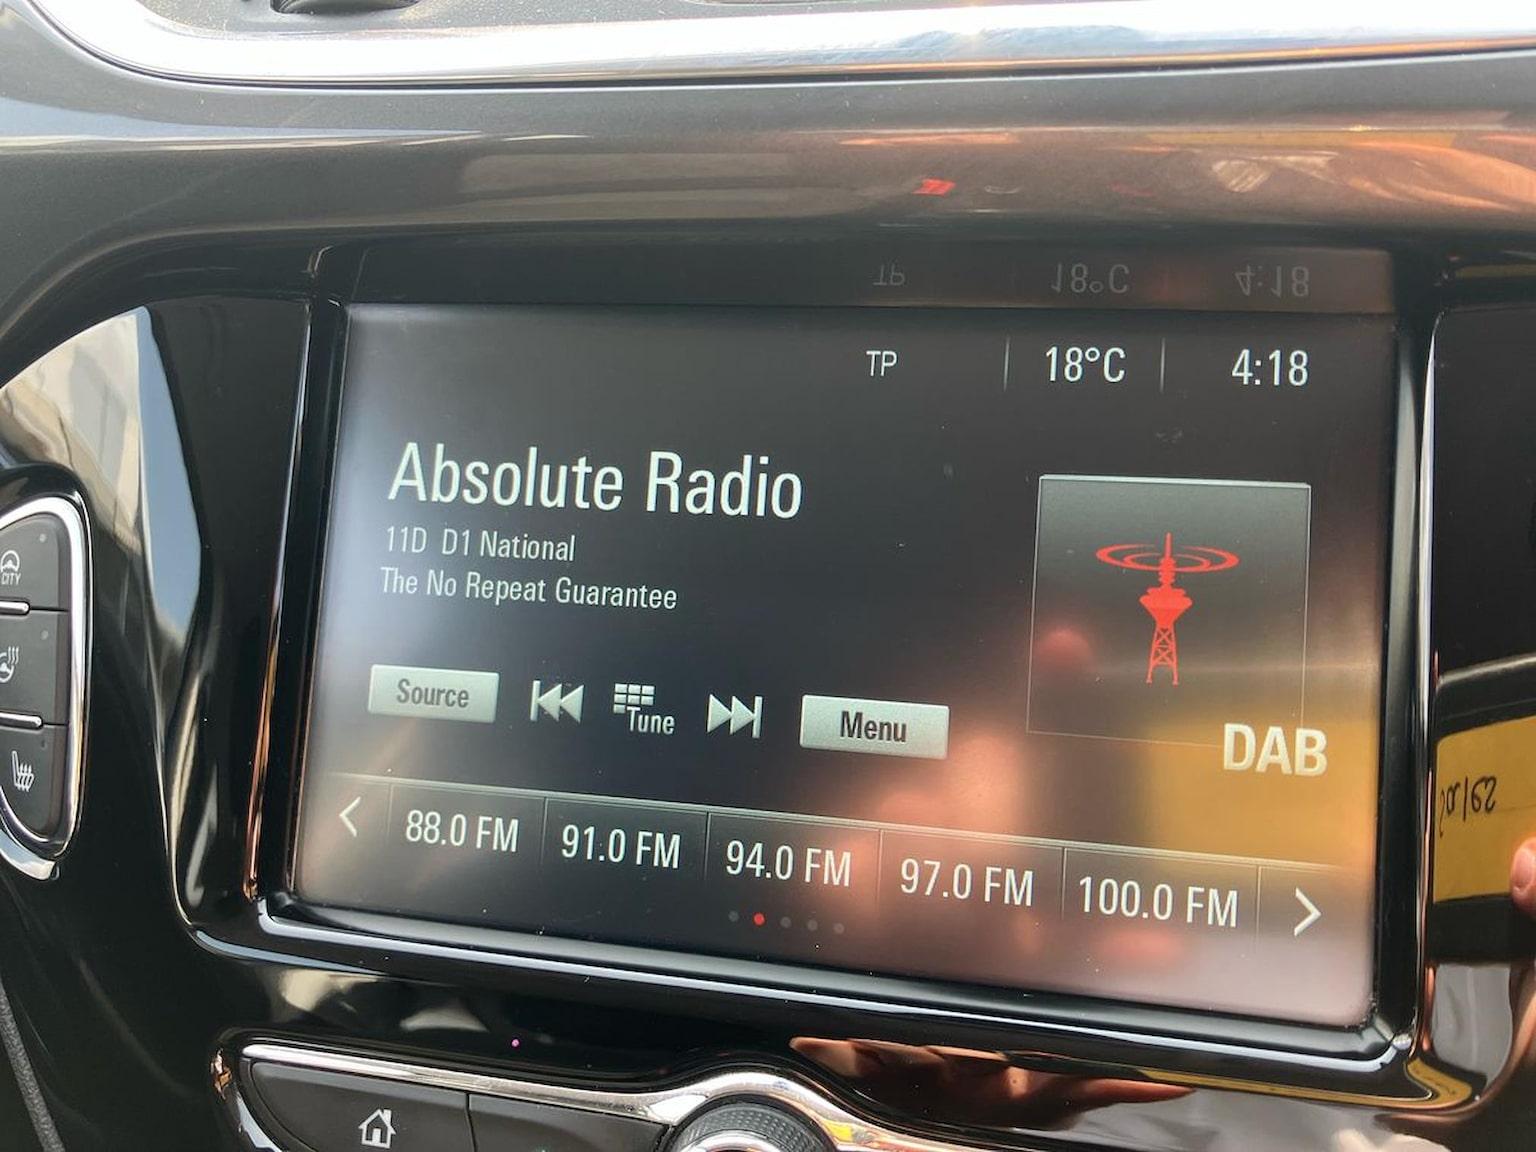 TP 18°C 4:18
Absolute Radio
11D D1 National
The No Repeat Guarantee
Source Tune Menu
DAB
88.0 FM 91.0 FM 94.0 FM 97.0 FM 100.0 FM
CITY